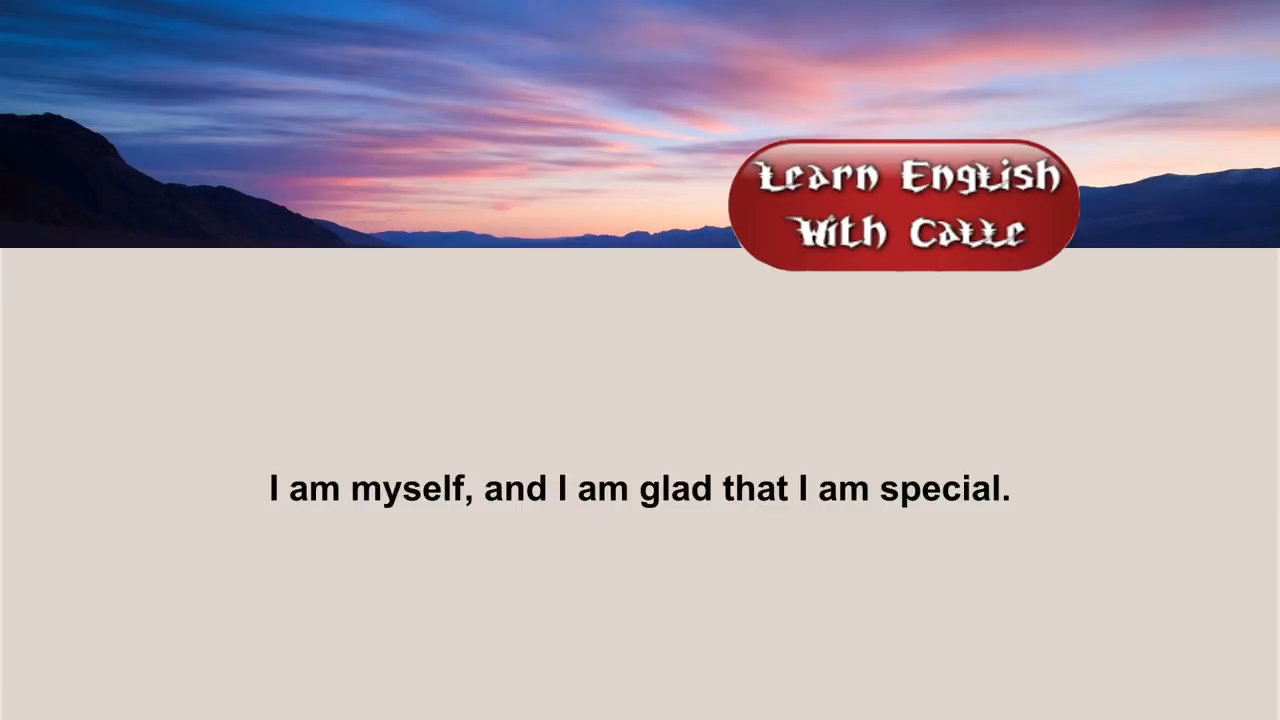 Learn English
With Calle
I am myself, and I am glad that I am special.